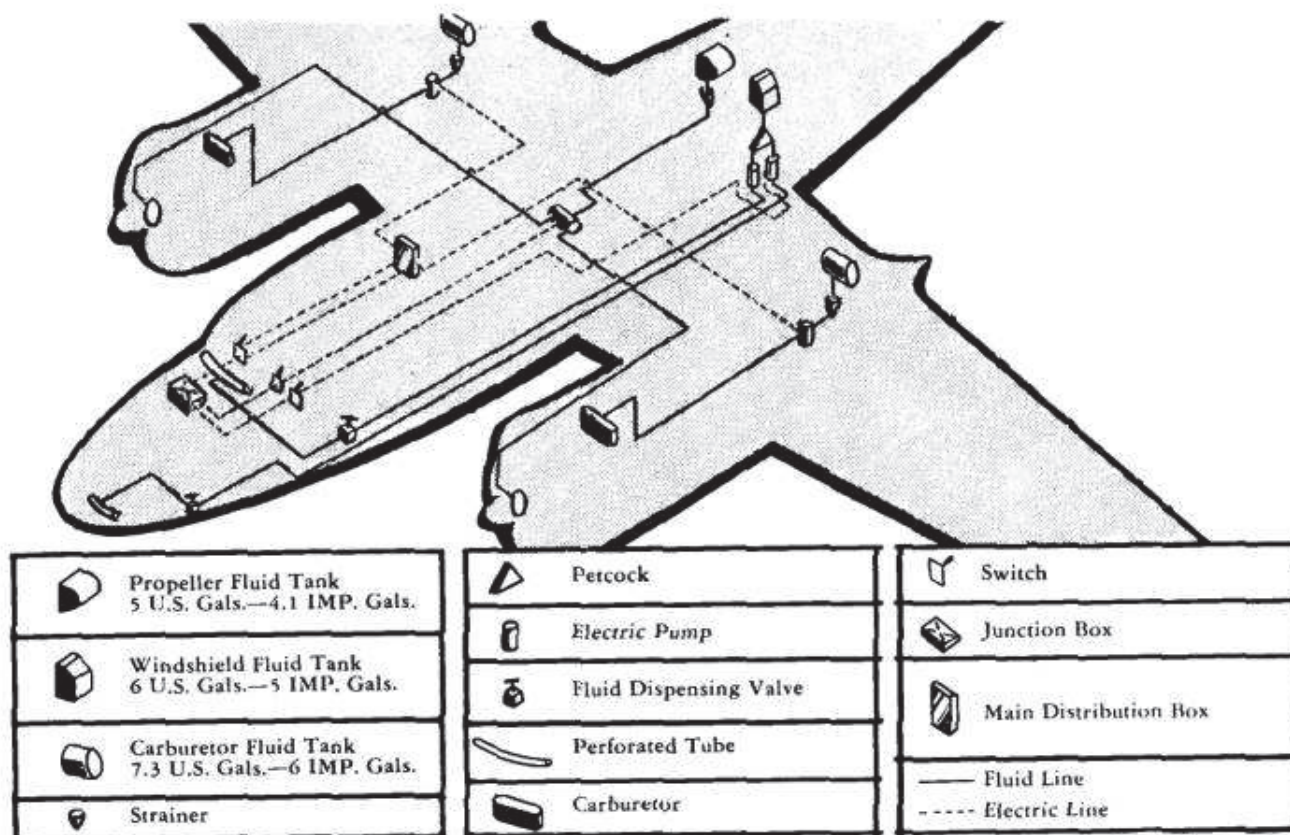 Propeller Fluid Tank
5 U.S. Gals.—4.1 IMP. Gals.
Windshield Fluid Tank
6 U.S. Gals.—5 IMP. Gals.
Carburetor Fluid Tank
7.3 U.S. Gals.—6 IMP. Gals.
Strainer
Petcock
Electric Pump
Fluid Dispensing Valve
Perforated Tube
Carburetor
Switch
Junction Box
Main Distribution Box
Fluid Line
Electric Line